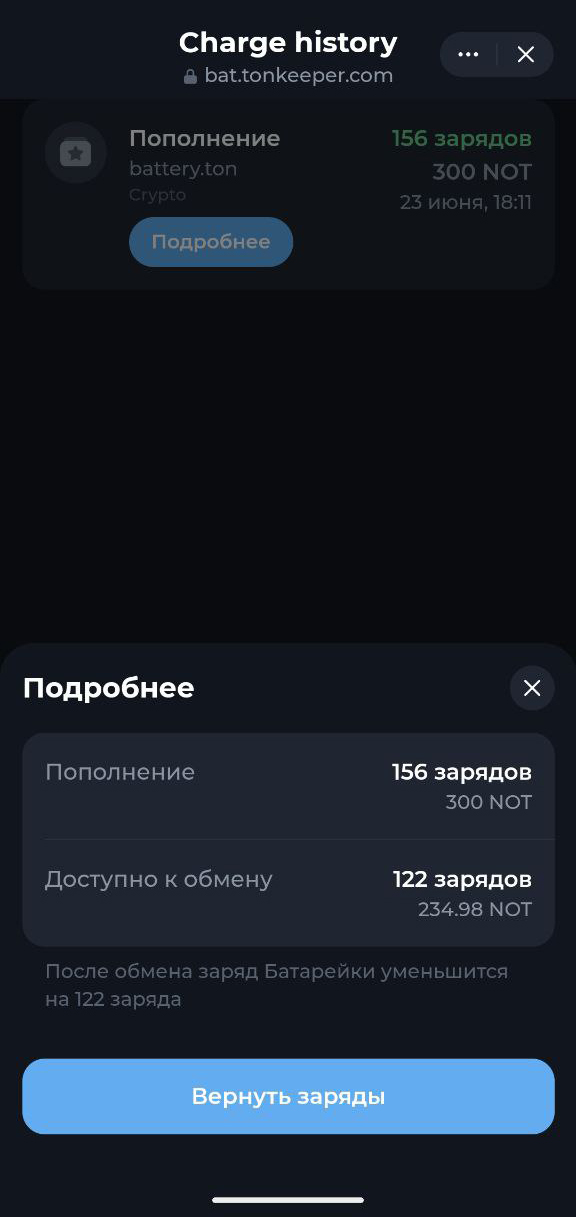 Charge history
bat.tonkeeper.com
Пополнение
156 зарядов
battery.ton
300 NOT
Crypto
23 июня, 18:11
Подробнее
Подробнее
Пополнение
156 зарядов
300 NOT
Доступно к обмену
122 зарядов
234.98 NOT
После обмена заряд Батарейки уменьшится
на 122 заряда
Вернуть заряды